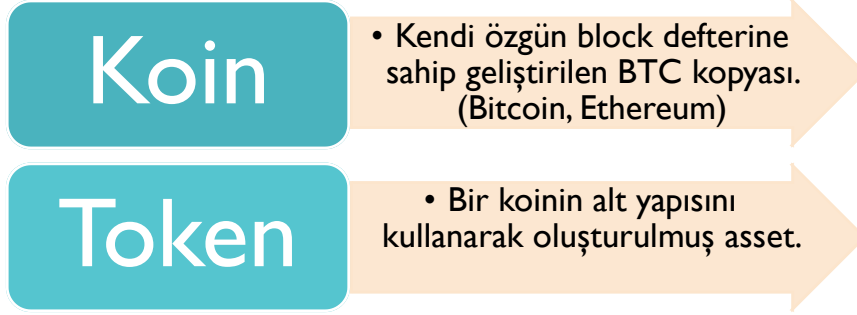 Koin
• Kendi özgün block defterine
sahip geliştirilen BTC kopyası.
(Bitcoin, Ethereum)
Token
• Bir koinin alt yapısını
kullanarak oluşturulmuş asset.